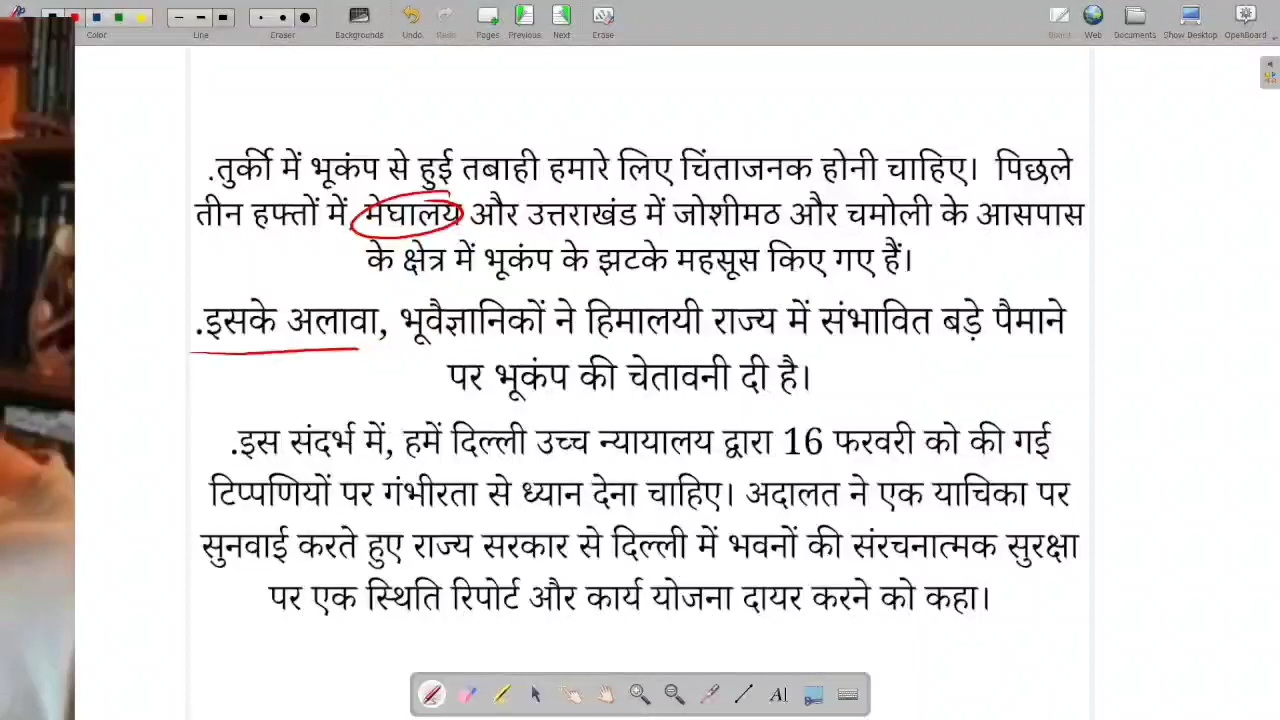 Color
Line
Eraser
Backgrounds
Undo
Redo
Pages
Previous
Next
Erase
Board
Web
Documents
Show Desktop
OpenBoard
.तुर्की में भूकंप से हुई तबाही हमारे लिए चिंताजनक होनी चाहिए। पिछले
तीन हफ्तों में, मेघालय और उत्तराखंड में जोशीमठ और चमोली के आसपास
के क्षेत्र में भूकंप के झटके महसूस किए गए हैं।
.इसके अलावा, भूवैज्ञानिकों ने हिमालयी राज्य में संभावित बड़े पैमाने
पर भूकंप की चेतावनी दी है।
.इस संदर्भ में, हमें दिल्ली उच्च न्यायालय द्वारा 16 फरवरी को की गई
टिप्पणियों पर गंभीरता से ध्यान देना चाहिए। अदालत ने एक याचिका पर
सुनवाई करते हुए राज्य सरकार से दिल्ली में भवनों की संरचनात्मक सुरक्षा
पर एक स्थिति रिपोर्ट और कार्य योजना दायर करने को कहा।
AI